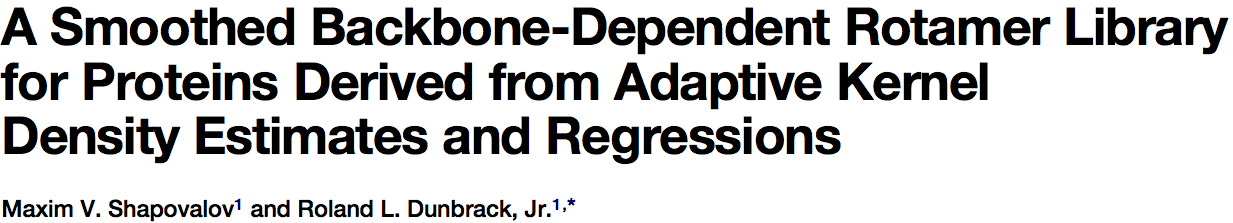 A Smoothed Backbone-Dependent Rotamer Library
for Proteins Derived from Adaptive Kernel
Density Estimates and Regressions
Maxim V. Shapovalov¹ and Roland L. Dunbrack, Jr.¹,*